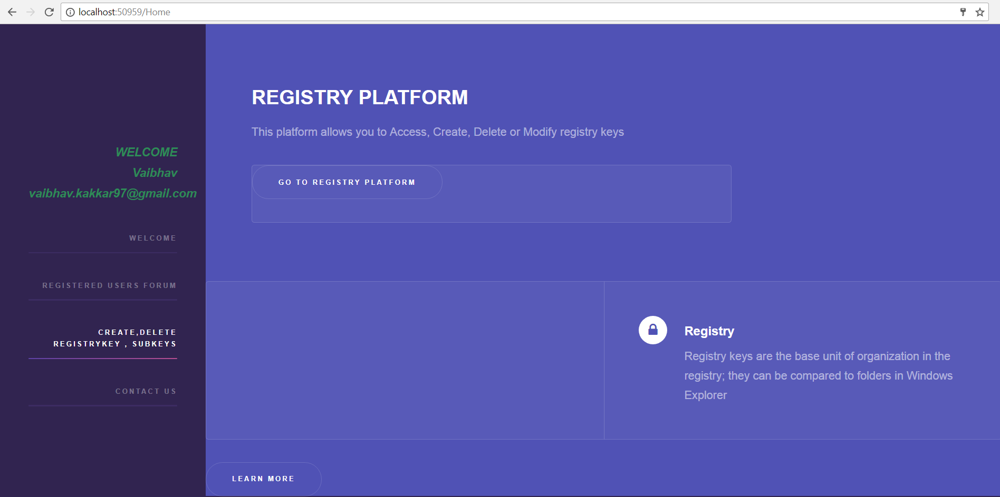 localhost:50959/Home
WELCOME
Vaibhav
vaibhav.kakkar97@gmail.com
WELCOME
REGISTERED USERS FORUM
CREATE,DELETE
REGISTRYKEY , SUBKEYS
CONTACT US
REGISTRY PLATFORM
This platform allows you to Access, Create, Delete or Modify registry keys
GO TO REGISTRY PLATFORM
Registry
Registry keys are the base unit of organization in the
registry; they can be compared to folders in Windows
Explorer
LEARN MORE